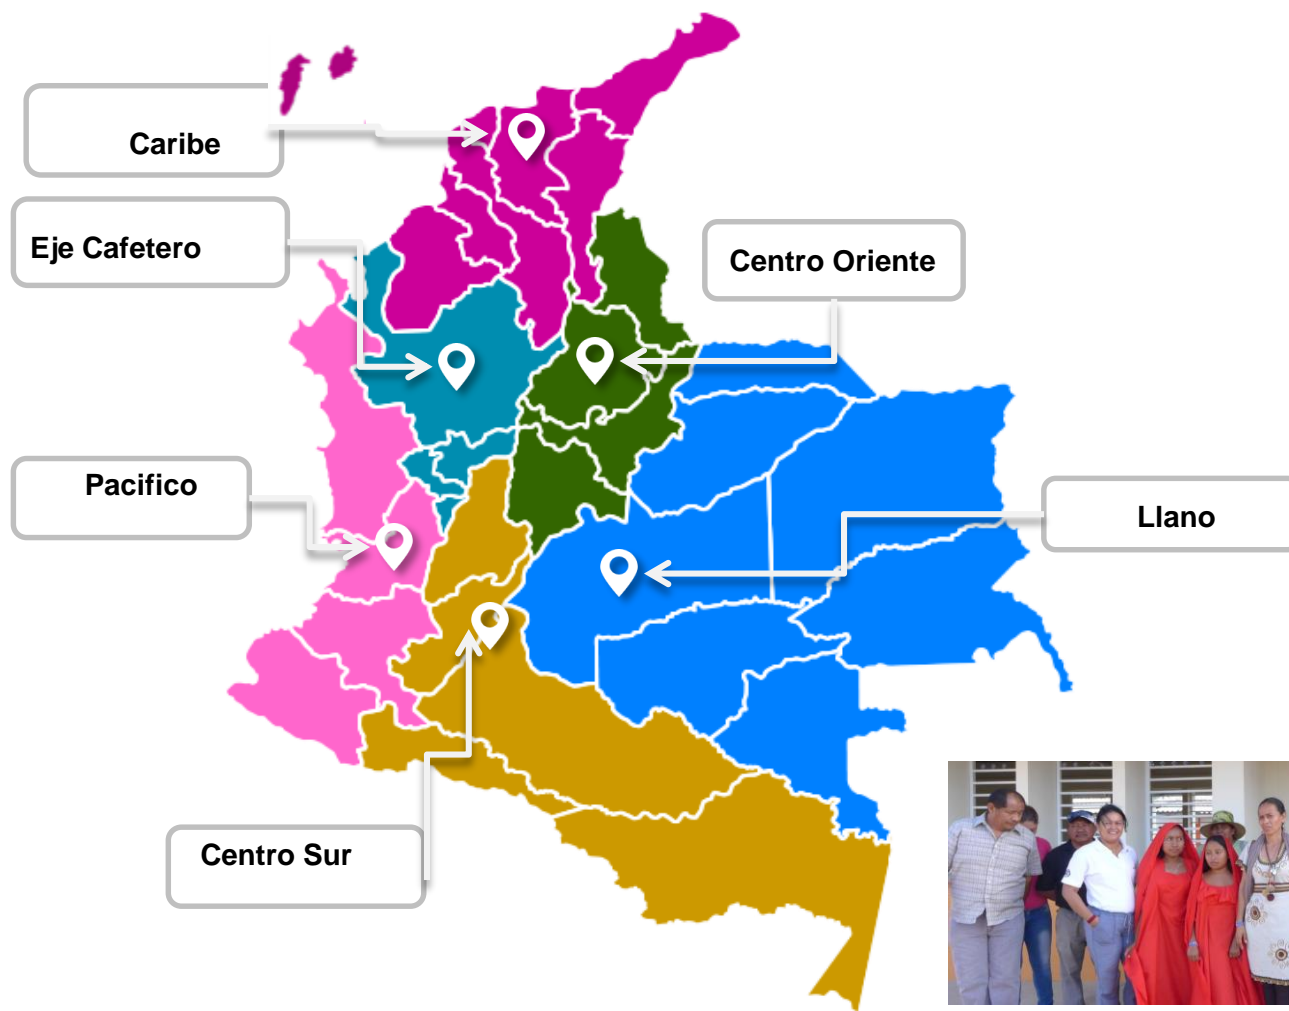 Caribe
Eje Cafetero
Centro Oriente
Pacifico
Llano
Centro Sur